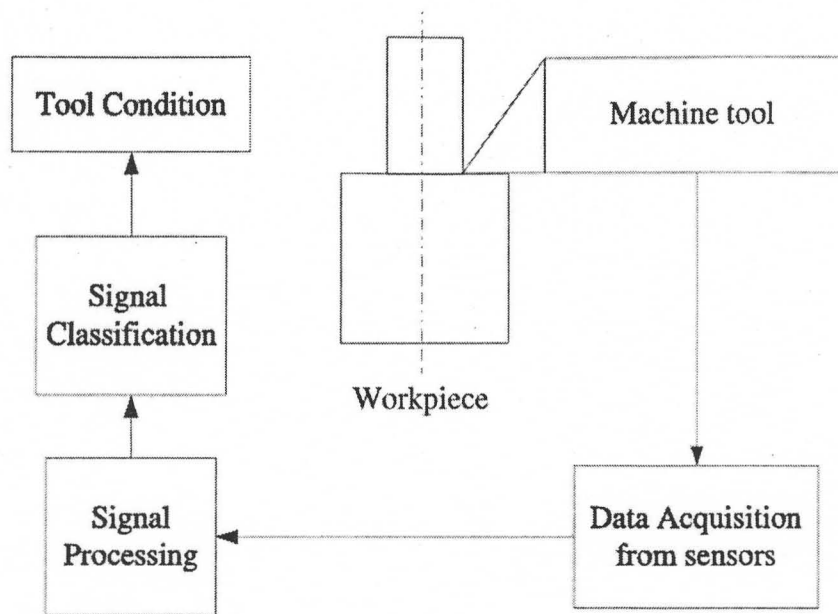 Tool Condition
Machine tool
Signal
Classification
Workpiece
Signal
Processing
Data Acquisition
from sensors